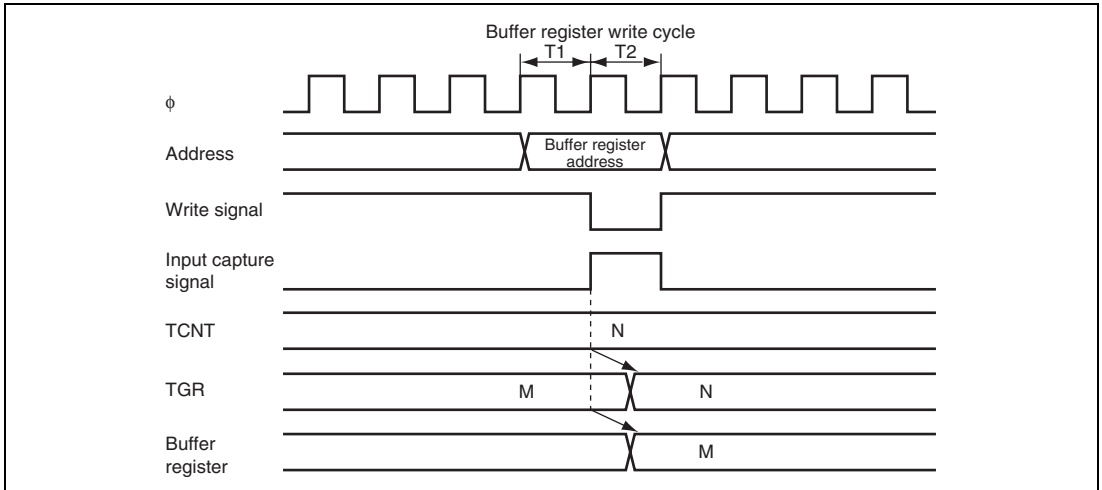 Buffer register write cycle
T1 T2
ϕ
Address
Buffer register
address
Write signal
Input capture
signal
TCNT
N
TGR
M N
Buffer
register
M